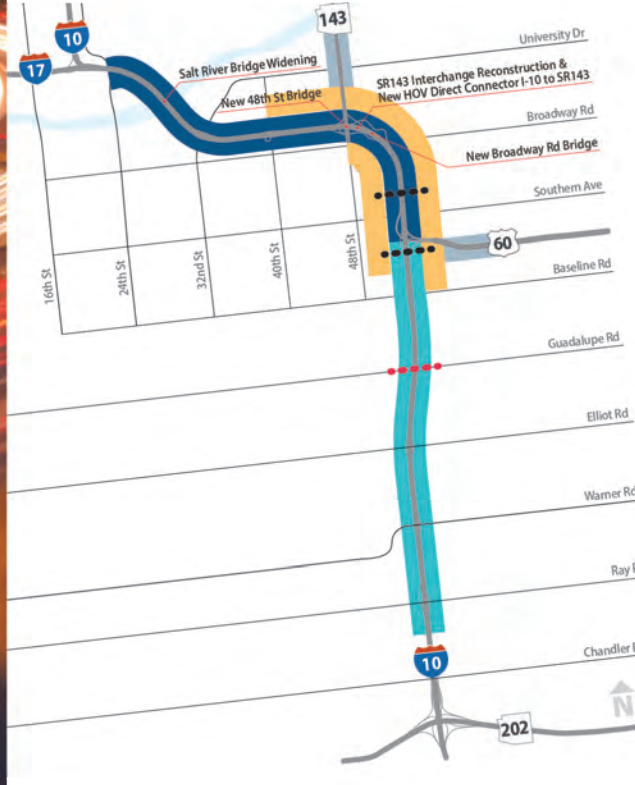 143
10
17
University Dr
Salt River Bridge Widening
SR143 Interchange Reconstruction &
New HOV Direct Connector I-10 to SR143
New 48th St Bridge
Broadway Rd
New Broadway Rd Bridge
Southern Ave
60
16th St
24th St
32nd St
40th St
48th St
Baseline Rd
Guadalupe Rd
Elliot Rd
Warner Rd
Ray
Chandler
10
N
202